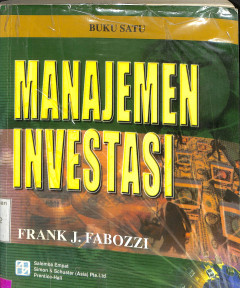 BUKU SATU
MANAJEMEN
INVESTASI
FRANK J. FABOZZI
Salemba Empat
Simon & Schuster (Asia) Pte. Ltd
Prentice-Hall